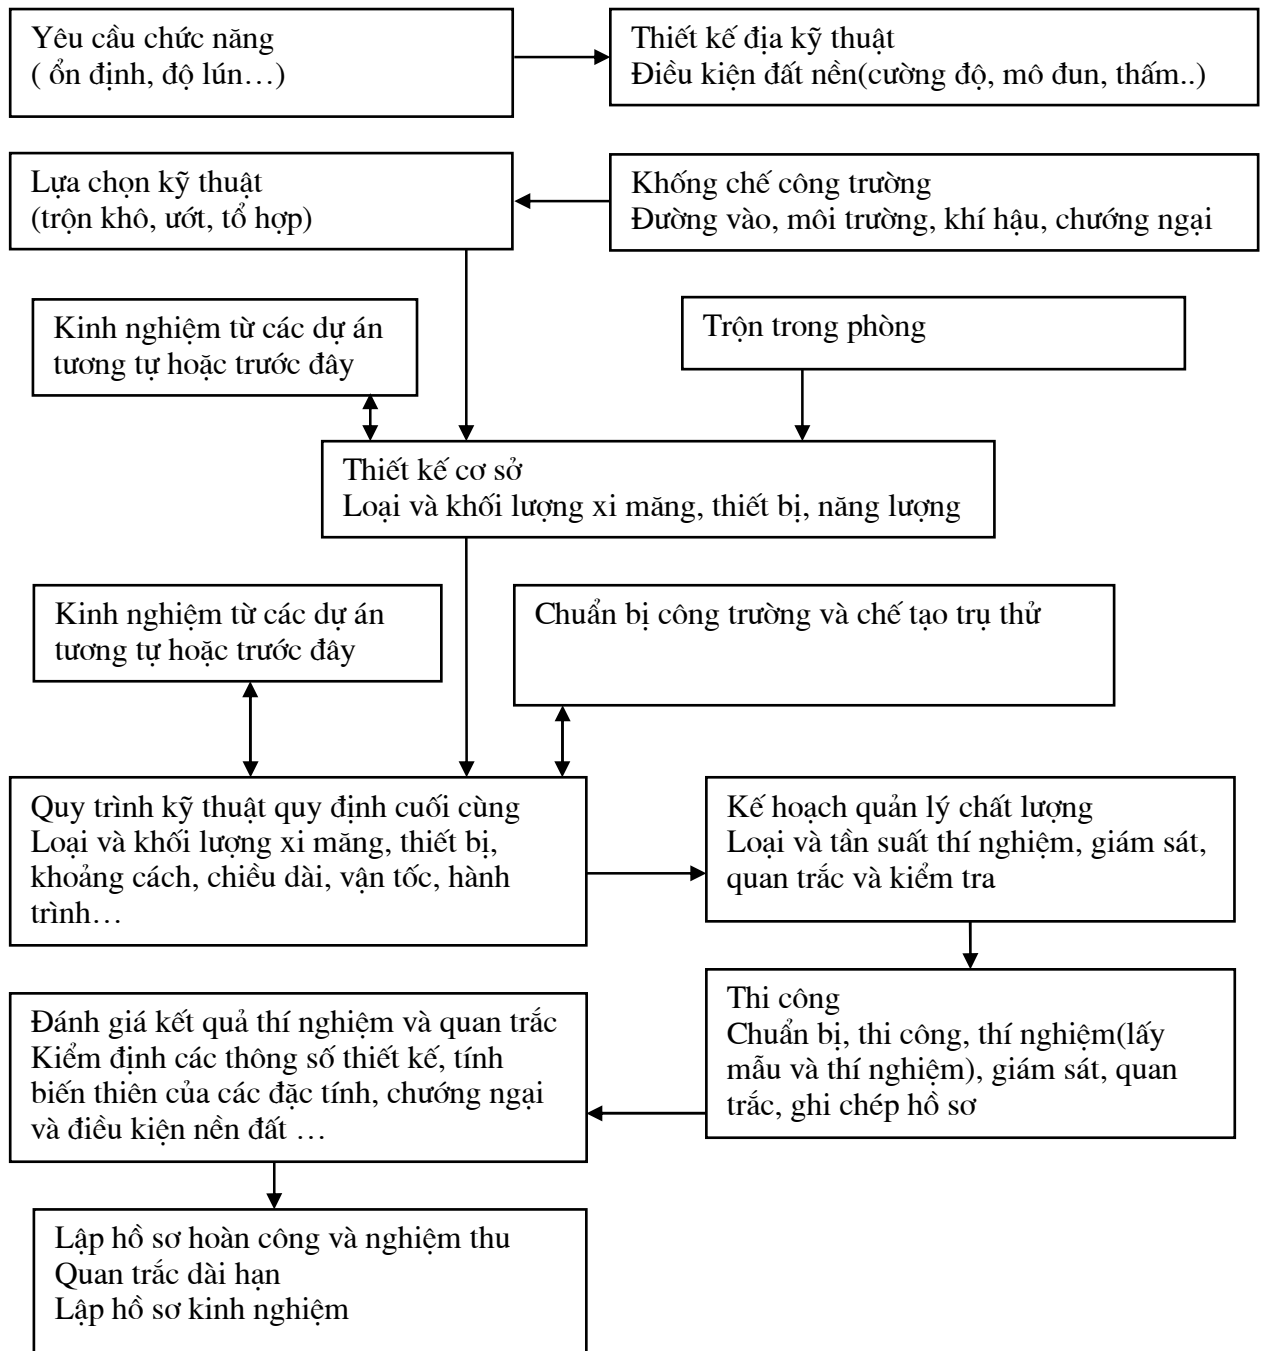 Yêu cầu chức năng
( ổn định, độ lún…)
Thiết kế địa kỹ thuật
Điều kiện đất nền(cường độ, mô đun, thấm..)
Lựa chọn kỹ thuật
(trộn khô, ướt, tổ hợp)
Khống chế công trường
Đường vào, môi trường, khí hậu, chướng ngại
Kinh nghiệm từ các dự án
tương tự hoặc trước đây
Trộn trong phòng
Thiết kế cơ sở
Loại và khối lượng xi măng, thiết bị, năng lượng
Kinh nghiệm từ các dự án
tương tự hoặc trước đây
Chuẩn bị công trường và chế tạo trụ thử
Quy trình kỹ thuật quy định cuối cùng
Loại và khối lượng xi măng, thiết bị,
khoảng cách, chiều dài, vận tốc, hành
trình…
Kế hoạch quản lý chất lượng
Loại và tần suất thí nghiệm, giám sát,
quan trắc và kiểm tra
Thi công
Chuẩn bị, thi công, thí nghiệm(lấy
mẫu và thí nghiệm), giám sát, quan
trắc, ghi chép hồ sơ
Đánh giá kết quả thí nghiệm và quan trắc
Kiểm định các thông số thiết kế, tính
biến thiên của các đặc tính, chướng ngại
và điều kiện nền đất …
Lập hồ sơ hoàn công và nghiệm thu
Quan trắc dài hạn
Lập hồ sơ kinh nghiệm